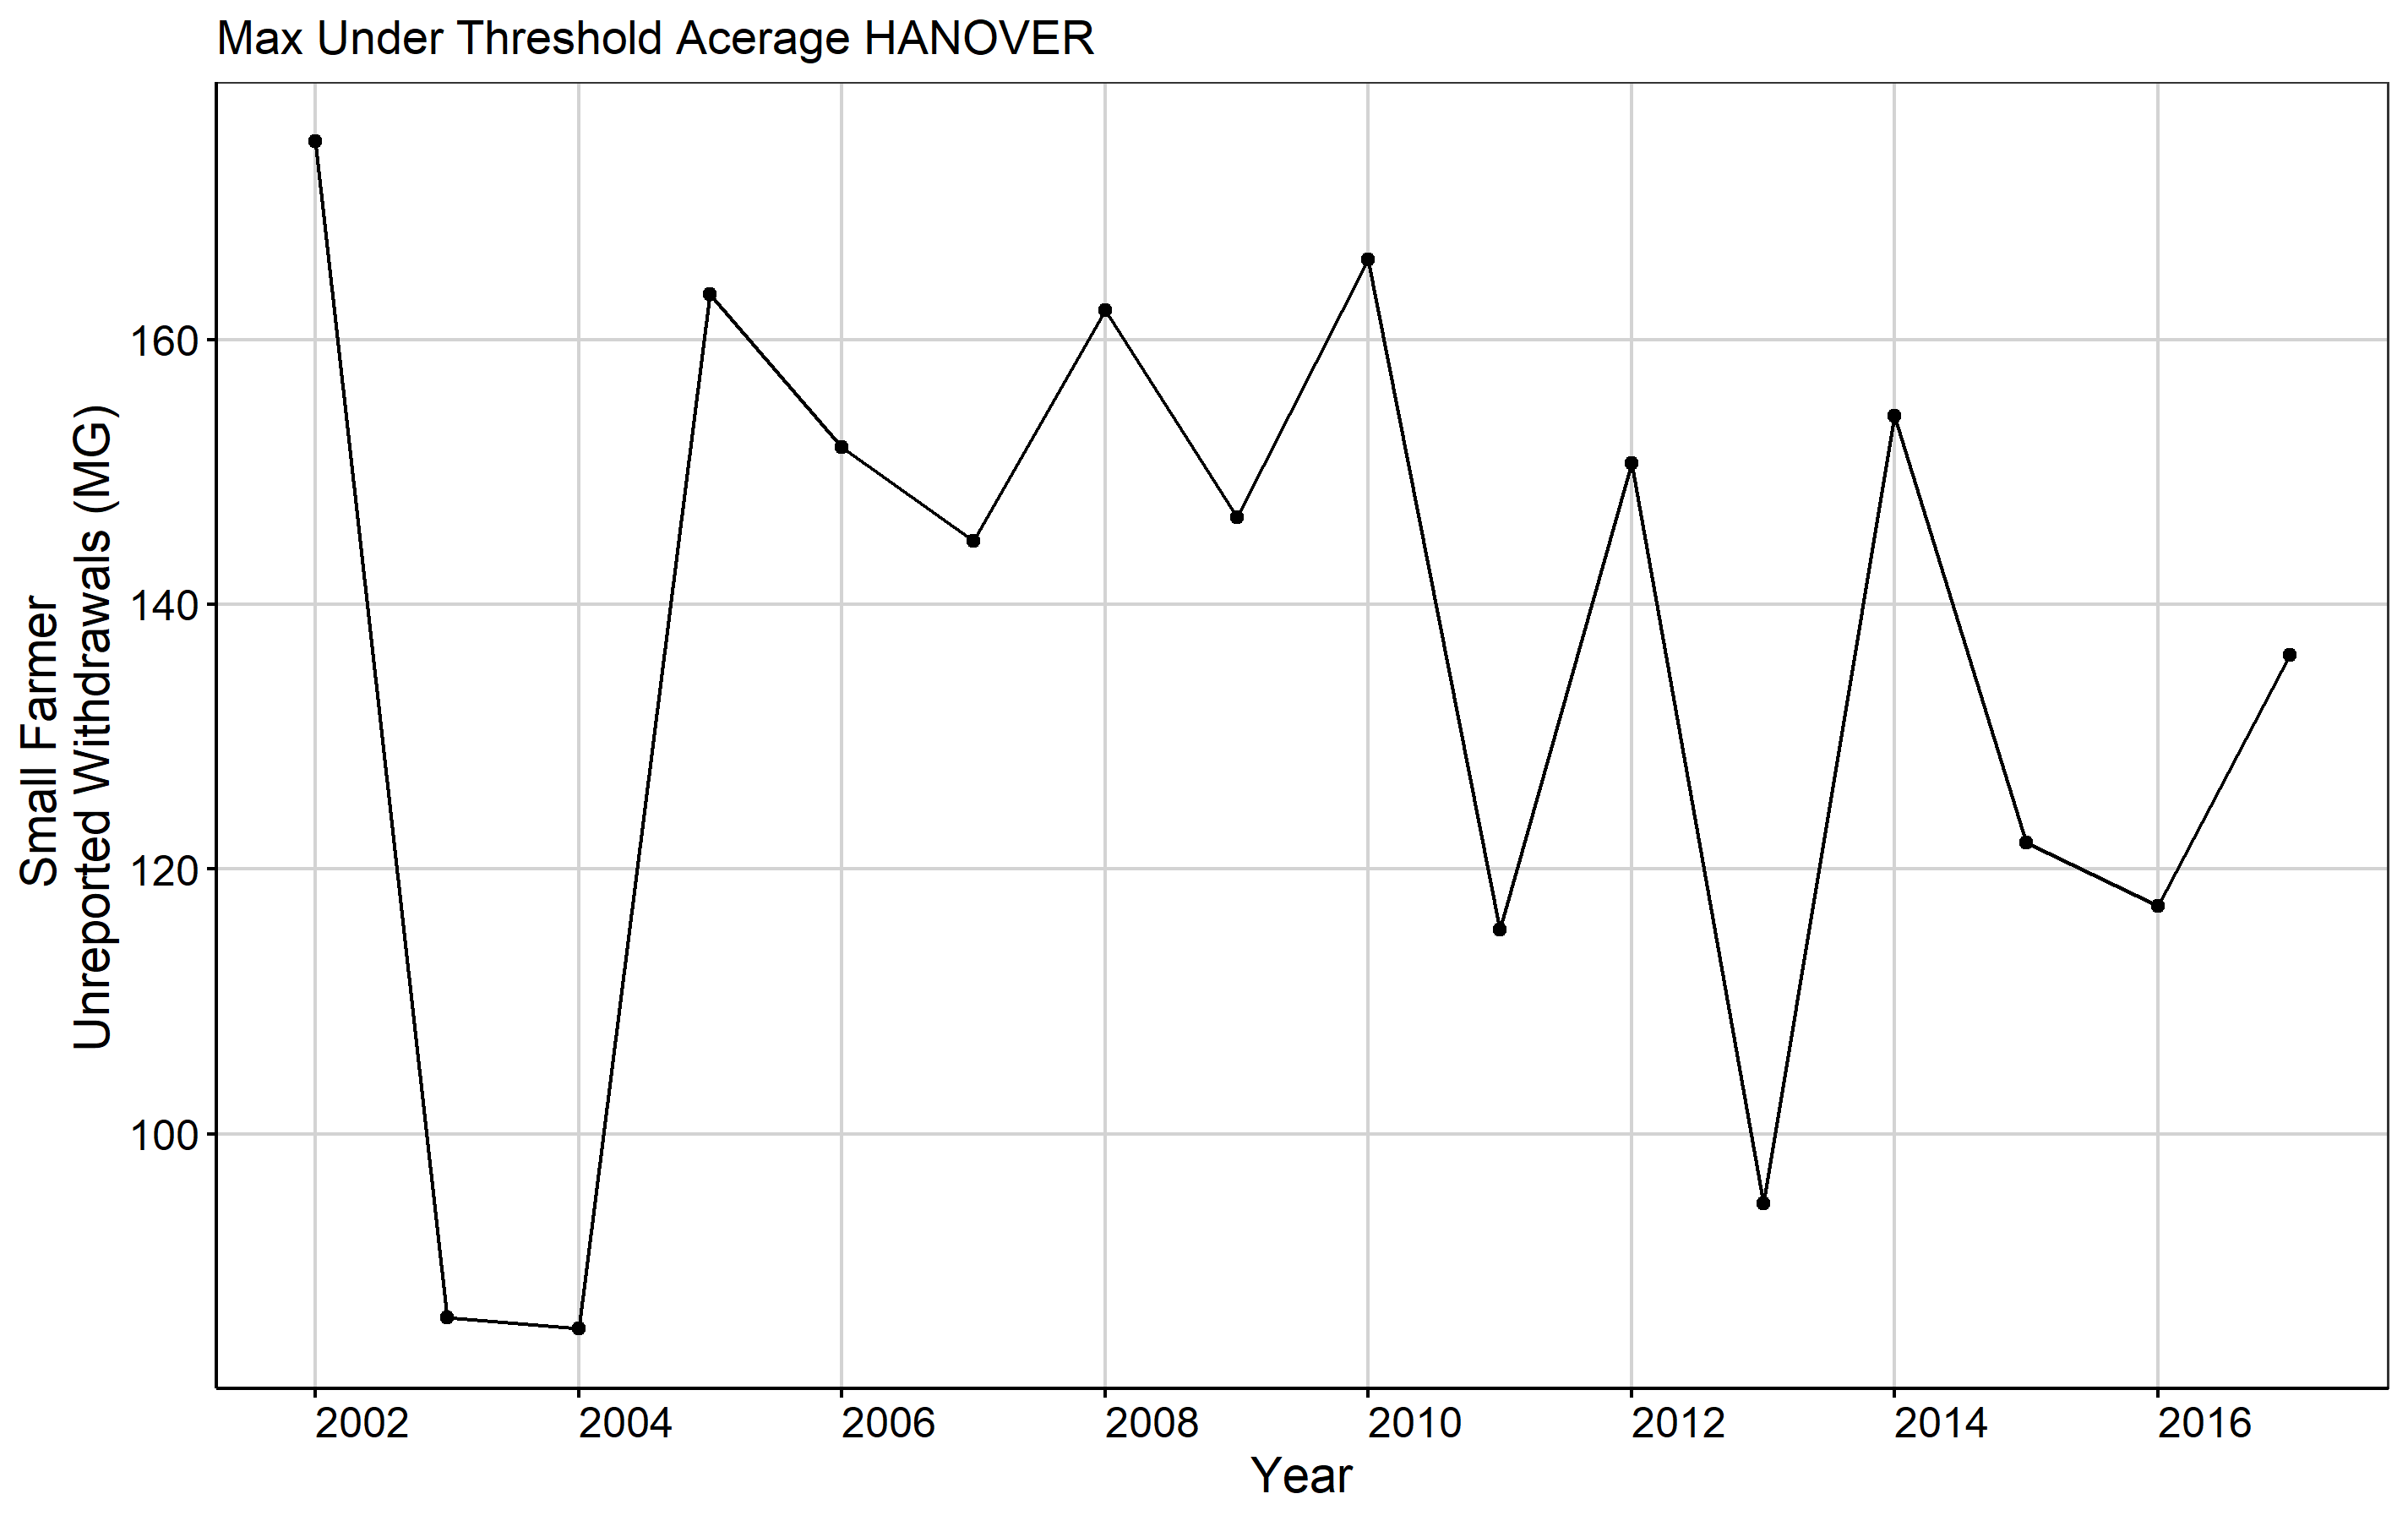 Max Under Threshold Acerage HANOVER
Small Farmer
Unreported Withdrawals (MG)
160
140
120
100
2002 2004 2006 2008 2010 2012 2014 2016
Year